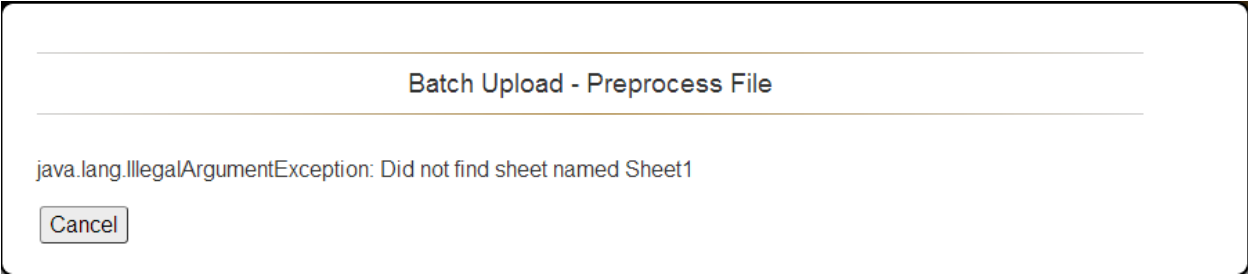 Batch Upload - Preprocess File
java.lang.IllegalArgumentException: Did not find sheet named Sheet1
Cancel